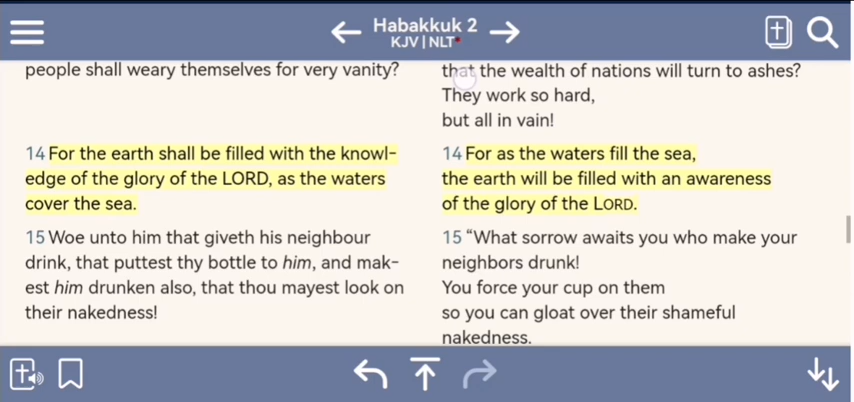 Habakkuk 2
KJV | NLT*
people shall weary themselves for very vanity?
14 For the earth shall be filled with the knowl-
edge of the glory of the LORD, as the waters
cover the sea.
15 Woe unto him that giveth his neighbour
drink, that puttest thy bottle to him, and mak-
est him drunken also, that thou mayest look on
their nakedness!
that the wealth of nations will turn to ashes?
They work so hard,
but all in vain!
14 For as the waters fill the sea,
the earth will be filled with an awareness
of the glory of the LORD.
15 “What sorrow awaits you who make your
neighbors drunk!
You force your cup on them
so you can gloat over their shameful
nakedness.